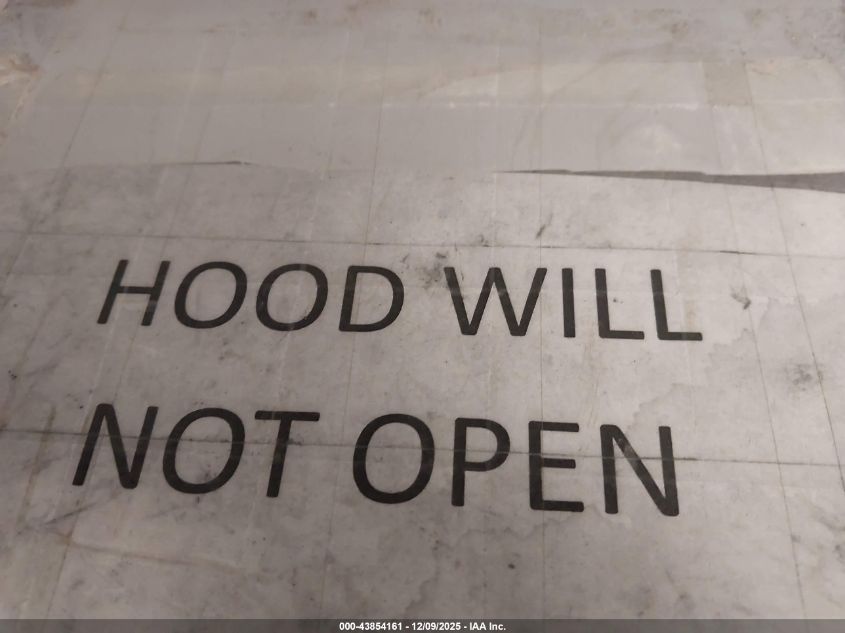 HOOD WILL
NOT OPEN
000-43854161 - 12/09/2025 - IAA Inc.